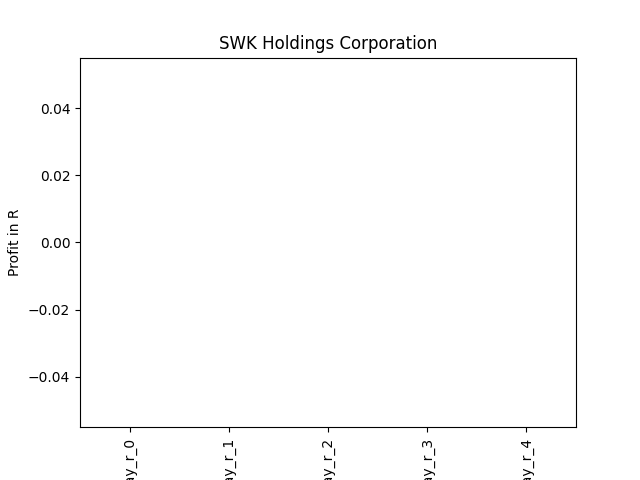 SWK Holdings Corporation
Profit in R
0.04
0.02
0.00
−0.02
−0.04
ay_r_0
ay_r_1
ay_r_2
ay_r_3
ay_r_4